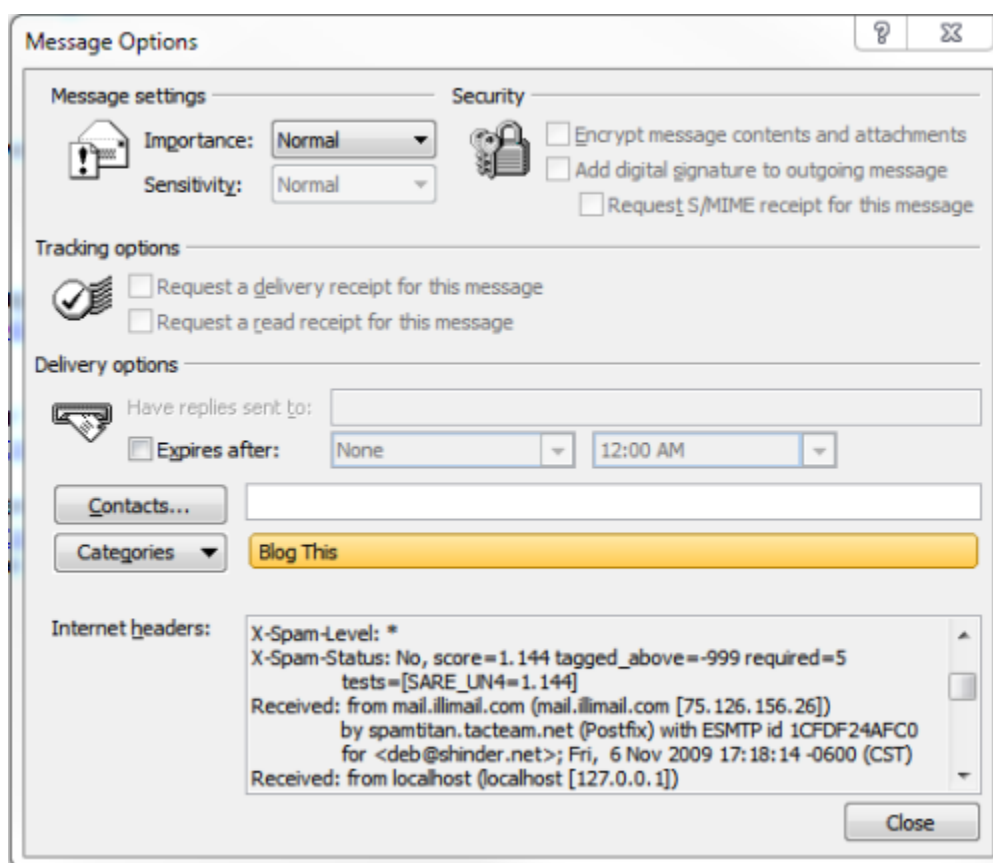 Message Options
Message settings
Security
Importance: Normal
Encrypt message contents and attachments
Sensitivity: Normal
Add digital signature to outgoing message
Request S/MIME receipt for this message
Tracking options
Request a delivery receipt for this message
Request a read receipt for this message
Delivery options
Have replies sent to:
Expires after: None 12:00 AM
Contacts...
Categories Blog This
Internet headers:
X-Spam-Level: *
X-Spam-Status: No, score=1.144 tagged_above=-999 required=5
tests=[SARE_UN4=1.144]
Received: from mail.illimail.com (mail.illimail.com [75.126.156.26])
by spamtitan.tacteam.net (Postfix) with ESMTP id 1CFDF24AFC0
for <deb@shinder.net>; Fri, 6 Nov 2009 17:18:14 -0600 (CST)
Received: from localhost (localhost [127.0.0.1])
Close